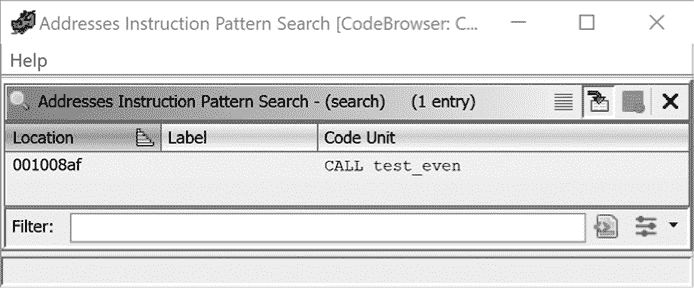 Addresses Instruction Pattern Search [CodeBrowser: C...
Help
Addresses Instruction Pattern Search - (search) (1 entry)
Location Label Code Unit
001008af CALL test_even
Filter: